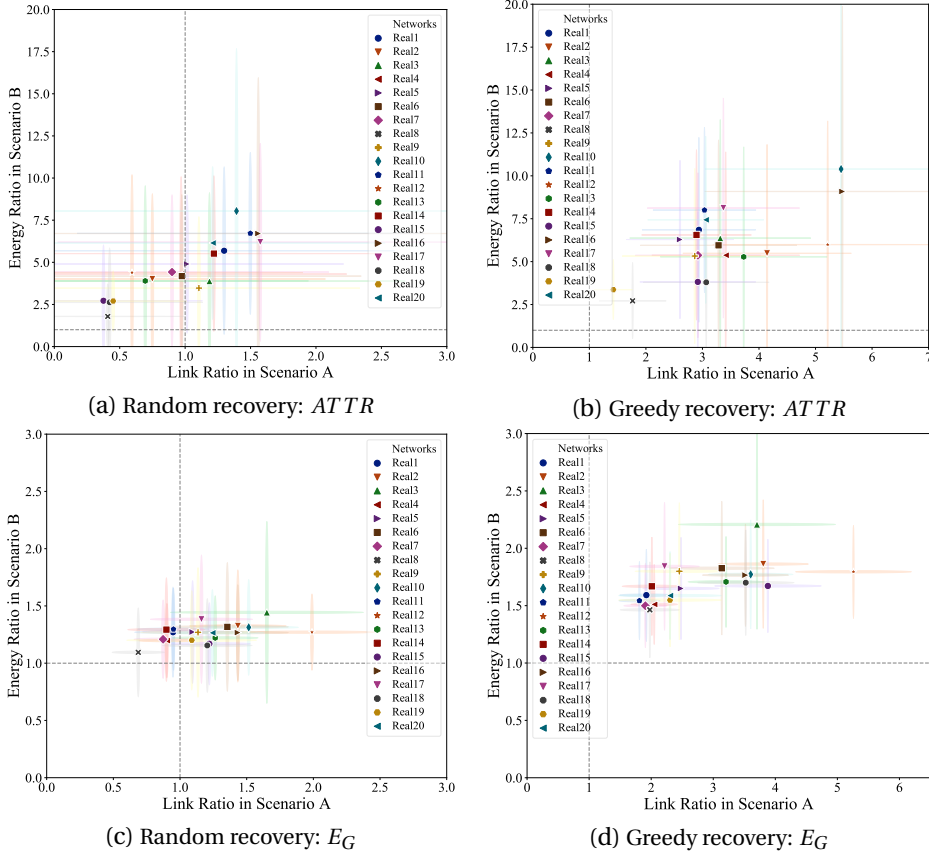 20.0
17.5
15.0
12.5
10.0
7.5
5.0
2.5
0.0
Energy Ratio in Scenario B
Networks
Real1
Real2
Real3
Real4
Real5
Real6
Real7
Real8
Real9
Real10
Real11
Real12
Real13
Real14
Real15
Real16
Real17
Real18
Real19
Real20
0.0 0.5 1.0 1.5 2.0 2.5 3.0
Link Ratio in Scenario A
(a) Random recovery: ATTR
20.0
17.5
15.0
12.5
10.0
7.5
5.0
2.5
0.0
Energy Ratio in Scenario B
Networks
Real1
Real2
Real3
Real4
Real5
Real6
Real7
Real8
Real9
Real10
Real11
Real12
Real13
Real14
Real15
Real16
Real17
Real18
Real19
Real20
0 1 2 3 4 5 6 7
Link Ratio in Scenario A
(b) Greedy recovery: ATTR
3.0
2.5
2.0
1.5
1.0
0.5
0.0
Energy Ratio in Scenario B
Networks
Real1
Real2
Real3
Real4
Real5
Real6
Real7
Real8
Real9
Real10
Real11
Real12
Real13
Real14
Real15
Real16
Real17
Real18
Real19
Real20
0.0 0.5 1.0 1.5 2.0 2.5 3.0
Link Ratio in Scenario A
(c) Random recovery: E_G
3.0
2.5
2.0
1.5
1.0
0.5
0.0
Energy Ratio in Scenario B
Networks
Real1
Real2
Real3
Real4
Real5
Real6
Real7
Real8
Real9
Real10
Real11
Real12
Real13
Real14
Real15
Real16
Real17
Real18
Real19
Real20
0 1 2 3 4 5 6
Link Ratio in Scenario A
(d) Greedy recovery: E_G